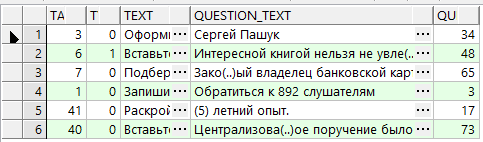 TA T TEXT QUESTION_TEXT QU
1 3 0 Оформи ··· Сергей Пашук ··· 34
2 6 1 Вставьт ··· Интересной книгой нельзя не увле(.. ··· 48
3 7 0 Подбер ··· Зако(..)ый владелец банковской карт ··· 65
4 1 0 Запиши ··· Обратиться к 892 слушателям ··· 3
5 41 0 Раскрой ··· (5) летний опыт. ··· 17
6 40 0 Вставьт ··· Централизова(..)ое поручение было ··· 73